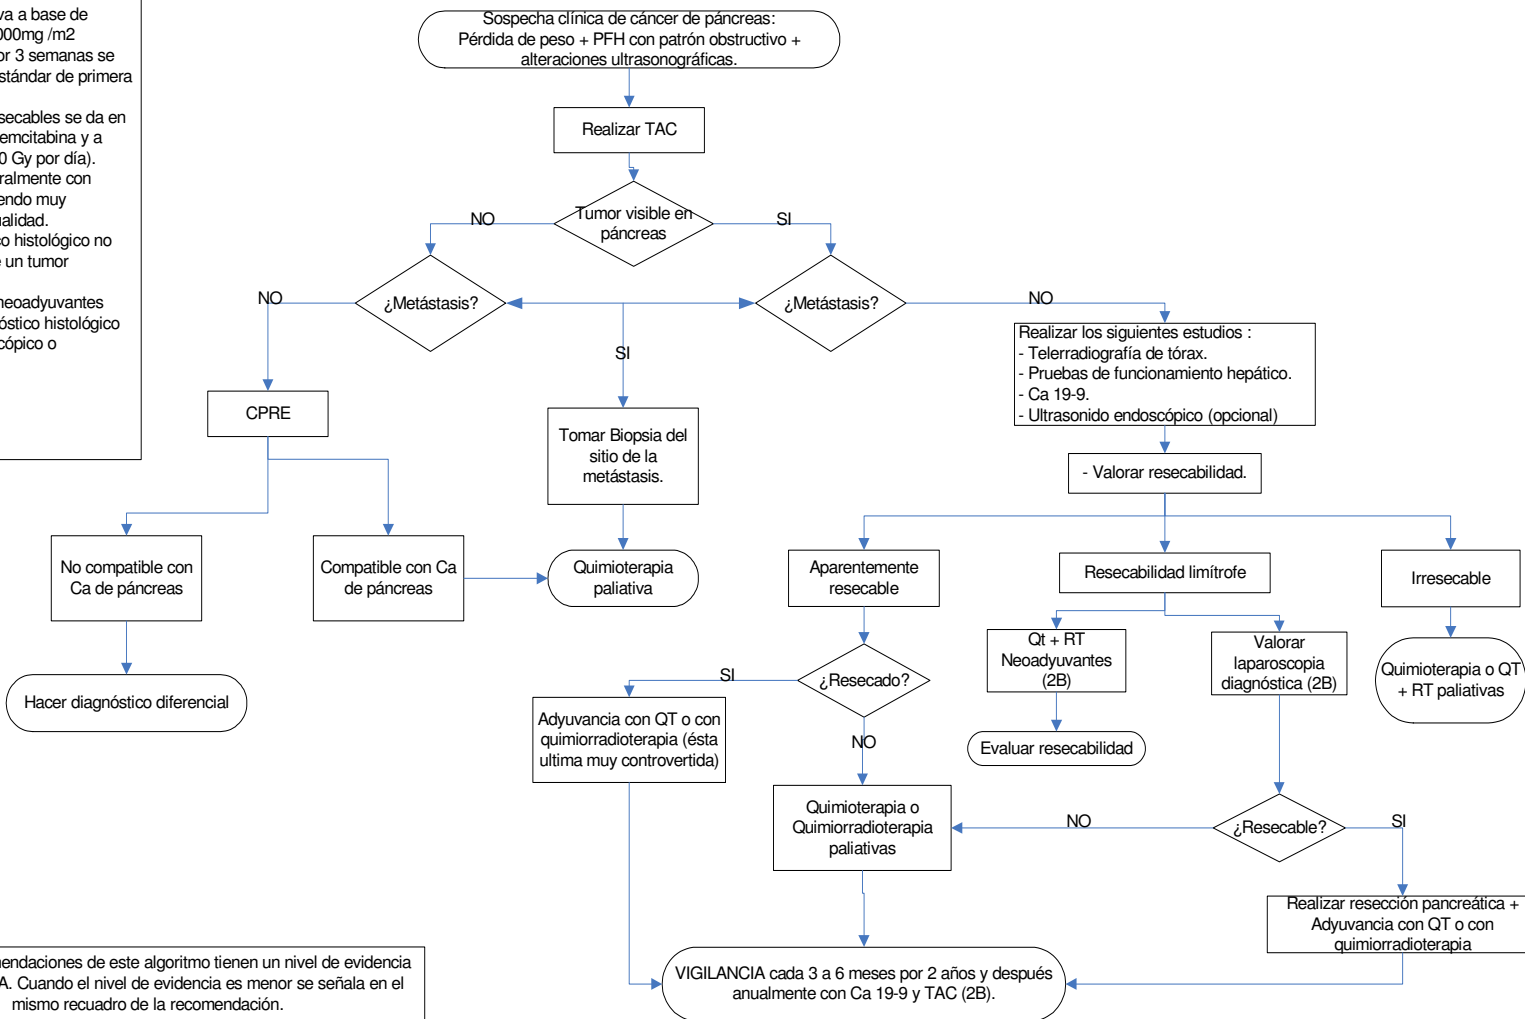 va a base de
000mg /m2
or 3 semanas se
stándar de primera
secables se da en
emcitabina y a
0 Gy por día).
ralmente con
endo muy
ualidad.
co histológico no
e un tumor
neoadyuvantes
óstico histológico
cópico o
Sospecha clínica de cáncer de páncreas:
Pérdida de peso + PFH con patrón obstructivo +
alteraciones ultrasonográficas.
Realizar TAC
Tumor visible en
páncreas
NO
SI
¿Metástasis?
¿Metástasis?
NO
SI
NO
Realizar los siguientes estudios :
- Telerradiografía de tórax.
- Pruebas de funcionamiento hepático.
- Ca 19-9.
- Ultrasonido endoscópico (opcional)
CPRE
Tomar Biopsia del
sitio de la
metástasis.
- Valorar resecabilidad.
No compatible con
Ca de páncreas
Compatible con Ca
de páncreas
Quimioterapia
paliativa
Aparentemente
resecable
Resecabilidad limítrofe
Irresecable
Hacer diagnóstico diferencial
¿Resecado?
SI
NO
Qt + RT
Neoadyuvantes
(2B)
Valorar
laparoscopia
diagnóstica (2B)
Quimioterapia o QT
+ RT paliativas
Adyuvancia con QT o con
quimiorradioterapia (ésta
ultima muy controvertida)
Evaluar resecabilidad
Quimioterapia o
Quimiorradioterapia
paliativas
NO
¿Resecable?
SI
Realizar resección pancreática +
Adyuvancia con QT o con
quimiorradioterapia
VIGILANCIA cada 3 a 6 meses por 2 años y después
anualmente con Ca 19-9 y TAC (2B).
endaciones de este algoritmo tienen un nivel de evidencia
A. Cuando el nivel de evidencia es menor se señala en el
mismo recuadro de la recomendación.